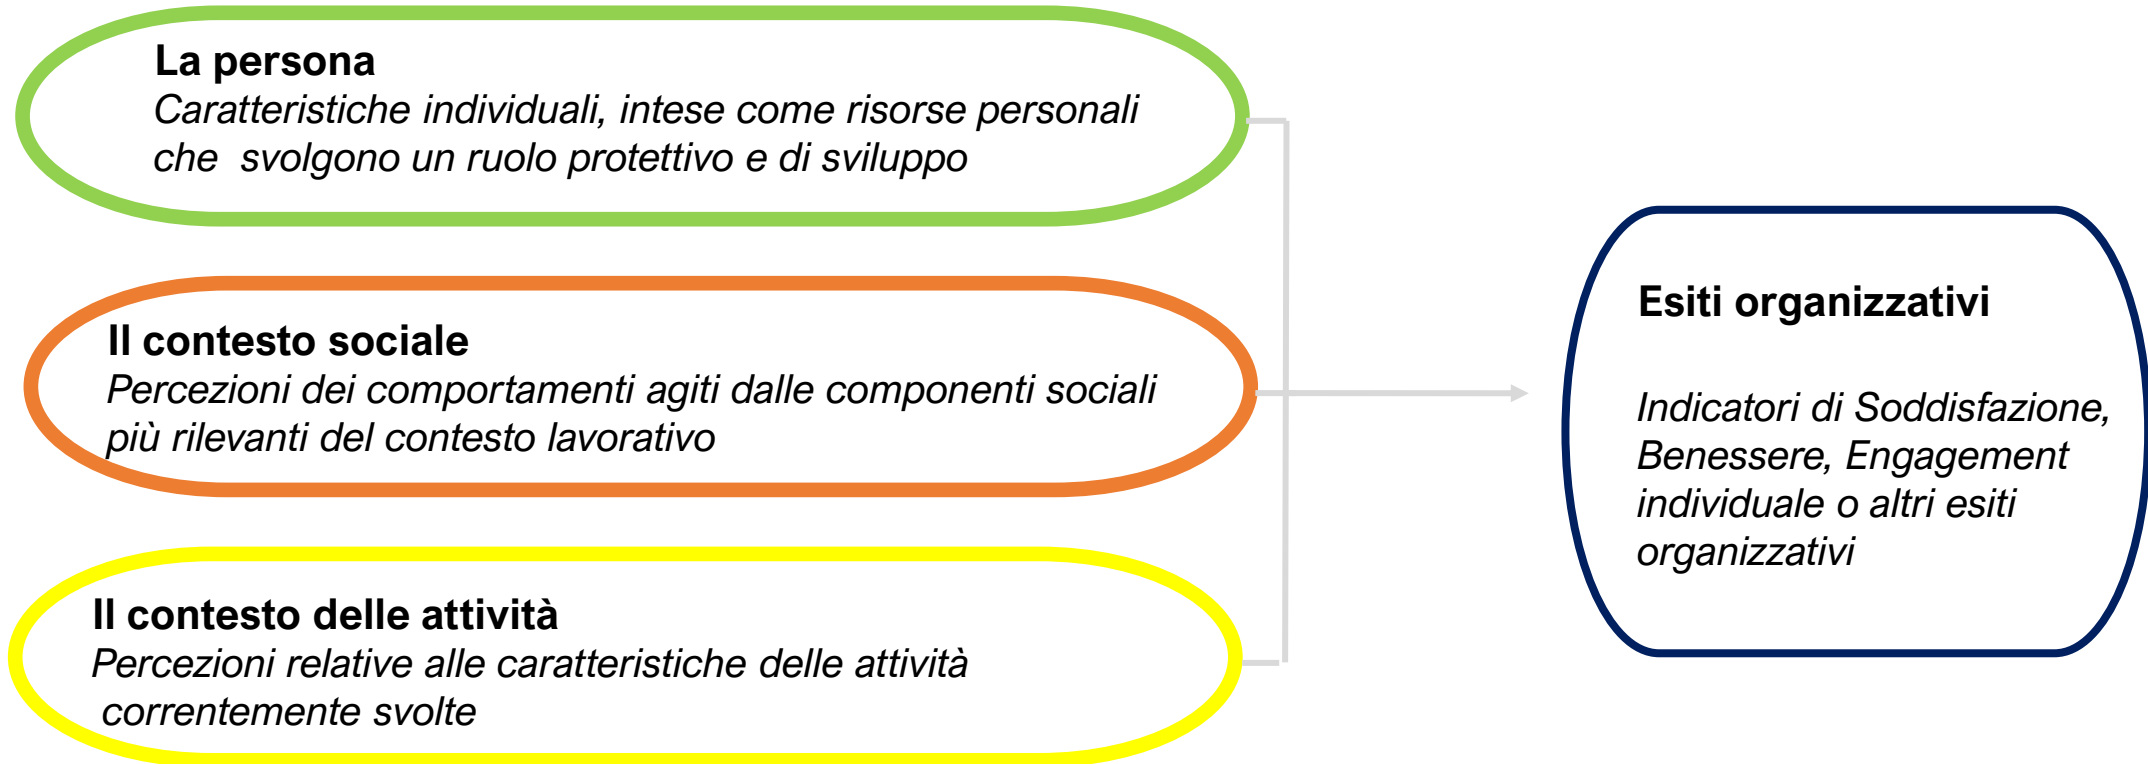 La persona
Caratteristiche individuali, intese come risorse personali
che svolgono un ruolo protettivo e di sviluppo
Il contesto sociale
Percezioni dei comportamenti agiti dalle componenti sociali
più rilevanti del contesto lavorativo
Il contesto delle attività
Percezioni relative alle caratteristiche delle attività
correntemente svolte
Esiti organizzativi
Indicatori di Soddisfazione,
Benessere, Engagement
individuale o altri esiti
organizzativi